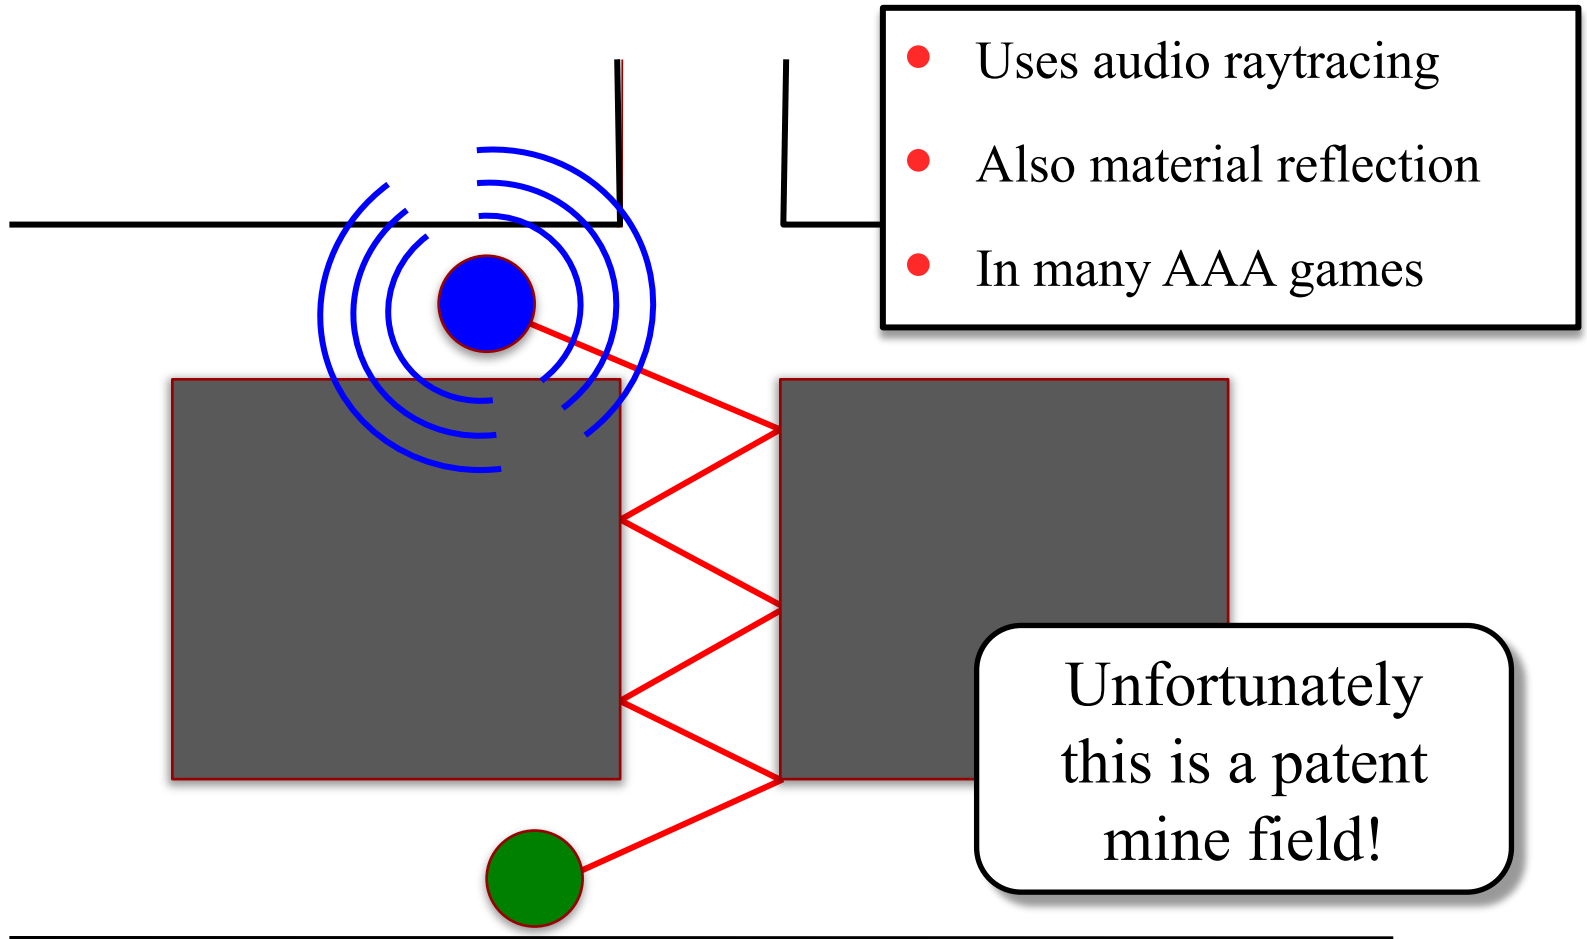 Uses audio raytracing
Also material reflection
In many AAA games
Unfortunately
this is a patent
mine field!